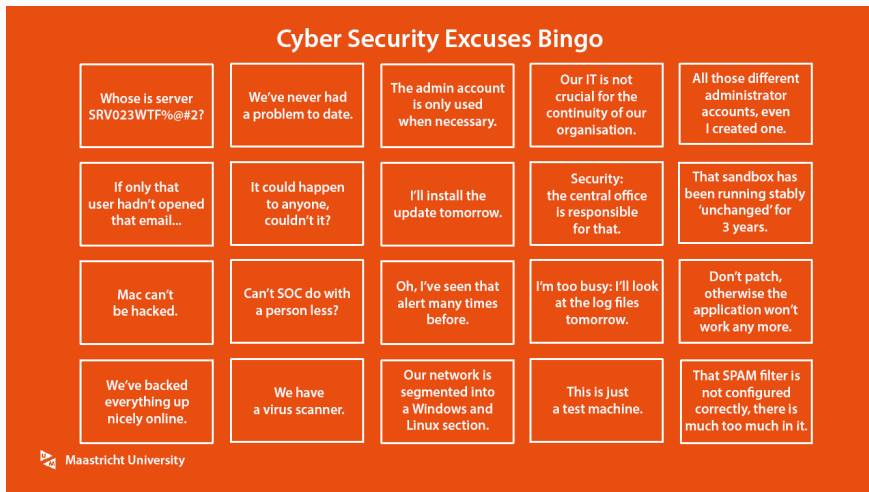 Cyber Security Excuses Bingo
Whose is server
SRV023WTF%@#2?
We've never had
a problem to date.
The admin account
is only used
when necessary.
Our IT is not
crucial for the
continuity of our
organisation.
All those different
administrator
accounts, even
I created one.
If only that
user hadn't opened
that email...
It could happen
to anyone,
couldn't it?
I'll install the
update tomorrow.
Security:
the central office
is responsible
for that.
That sandbox has
been running stably
'unchanged' for
3 years.
Mac can't
be hacked.
Can't SOC do with
a person less?
Oh, I've seen that
alert many times
before.
I'm too busy: I'll look
at the log files
tomorrow.
Don't patch,
otherwise the
application won't
work any more.
We've backed
everything up
nicely online.
We have
a virus scanner.
Our network is
segmented into
a Windows and
Linux section.
This is just
a test machine.
That SPAM filter is
not configured
correctly, there is
much too much in it.
Maastricht University